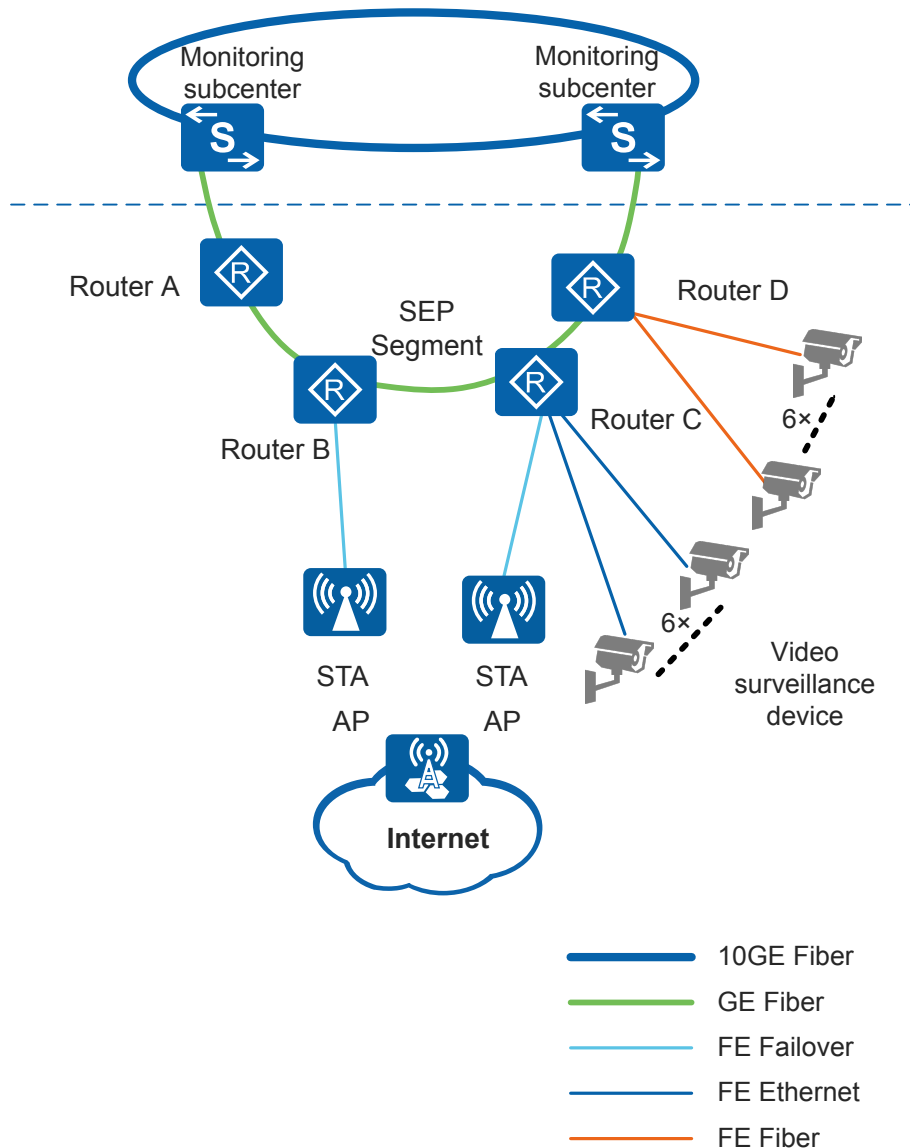 Monitoring
subcenter
Monitoring
subcenter
S
S
R
Router A
R
Router D
SEP
Segment
R
R
Router B
Router C
6×
6×
STA
STA
AP
AP
Video
surveillance
device
Internet
10GE Fiber
GE Fiber
FE Failover
FE Ethernet
FE Fiber